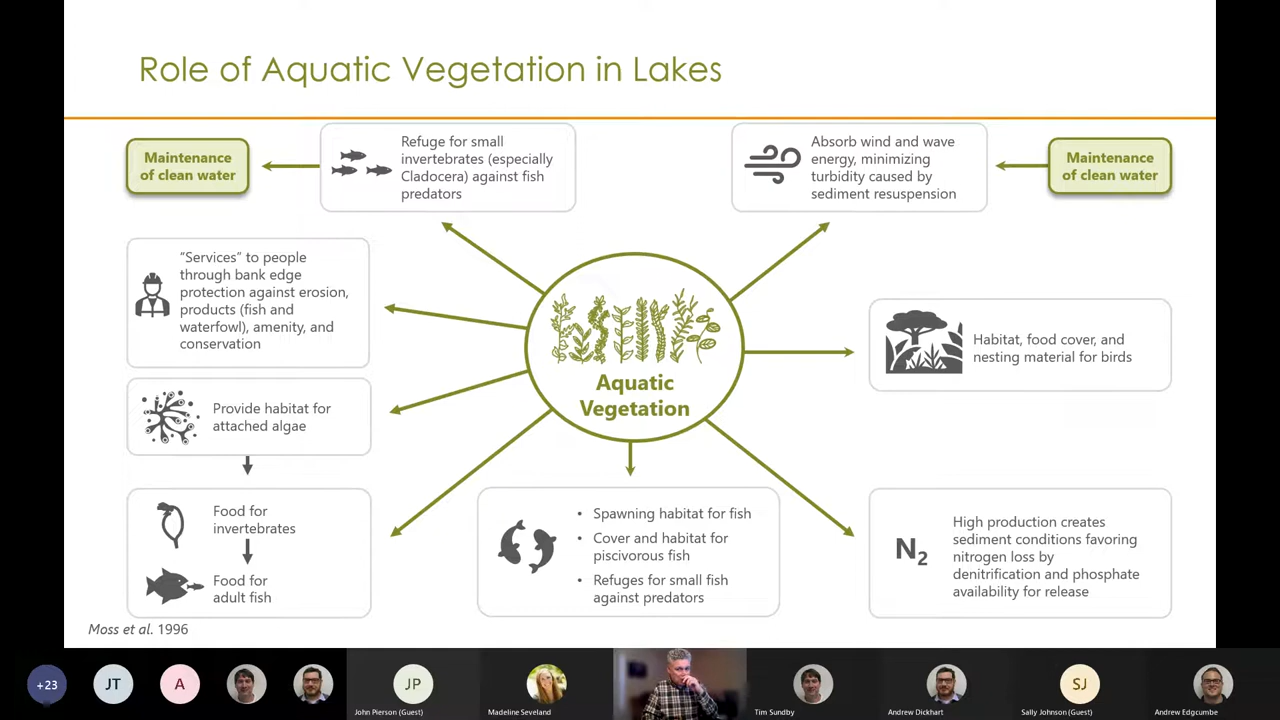 Role of Aquatic Vegetation in Lakes
Maintenance
of clean water
Refuge for small
invertebrates (especially
Cladocera) against fish
predators
Absorb wind and wave
energy, minimizing
turbidity caused by
sediment resuspension
Maintenance
of clean water
“Services” to people
through bank edge
protection against erosion,
products (fish and
waterfowl), amenity, and
conservation
Provide habitat for
attached algae
Food for
invertebrates
Food for
adult fish
Aquatic
Vegetation
• Spawning habitat for fish
• Cover and habitat for
piscivorous fish
• Refuges for small fish
against predators
Habitat, food cover, and
nesting material for birds
N2
High production creates
sediment conditions favoring
nitrogen loss by
denitrification and phosphate
availability for release
Moss et al. 1996
+23
JT
A
JP
John Pierson (Guest)
Madeline Seveland
Tim Sundby
Andrew Dickhart
SJ
Sally Johnson (Guest)
Andrew Edgcumbe